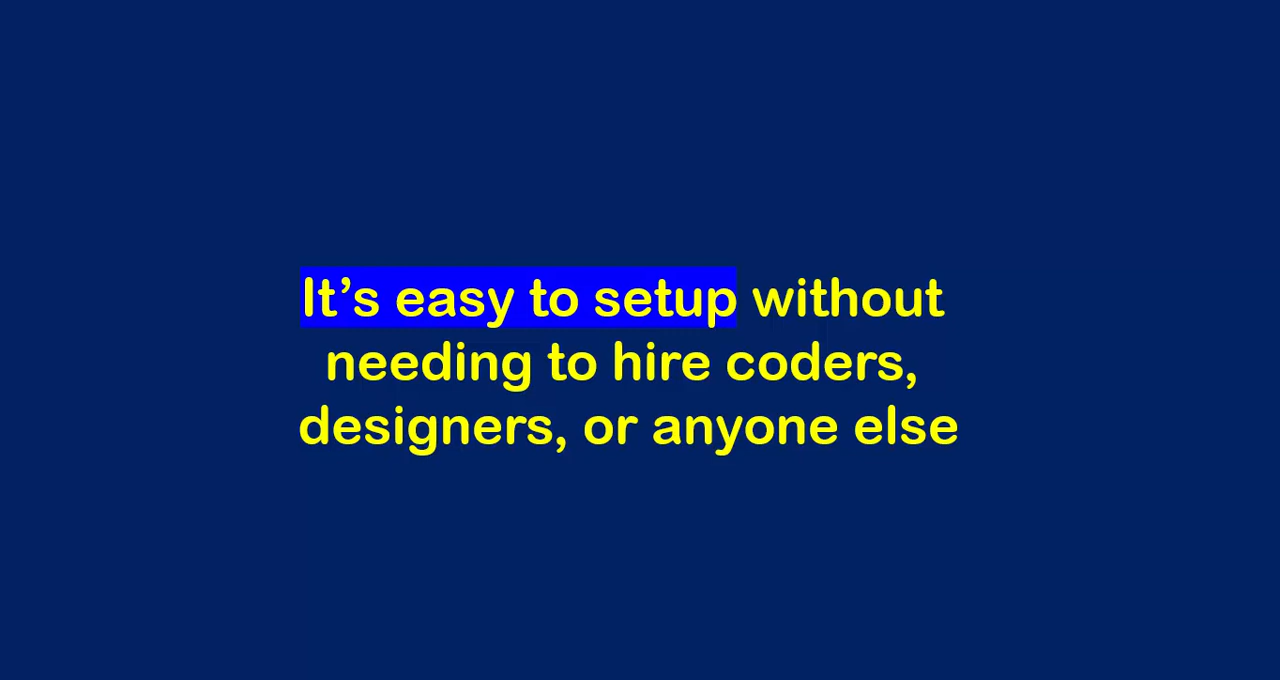 It’s easy to setup without
needing to hire coders,
designers, or anyone else